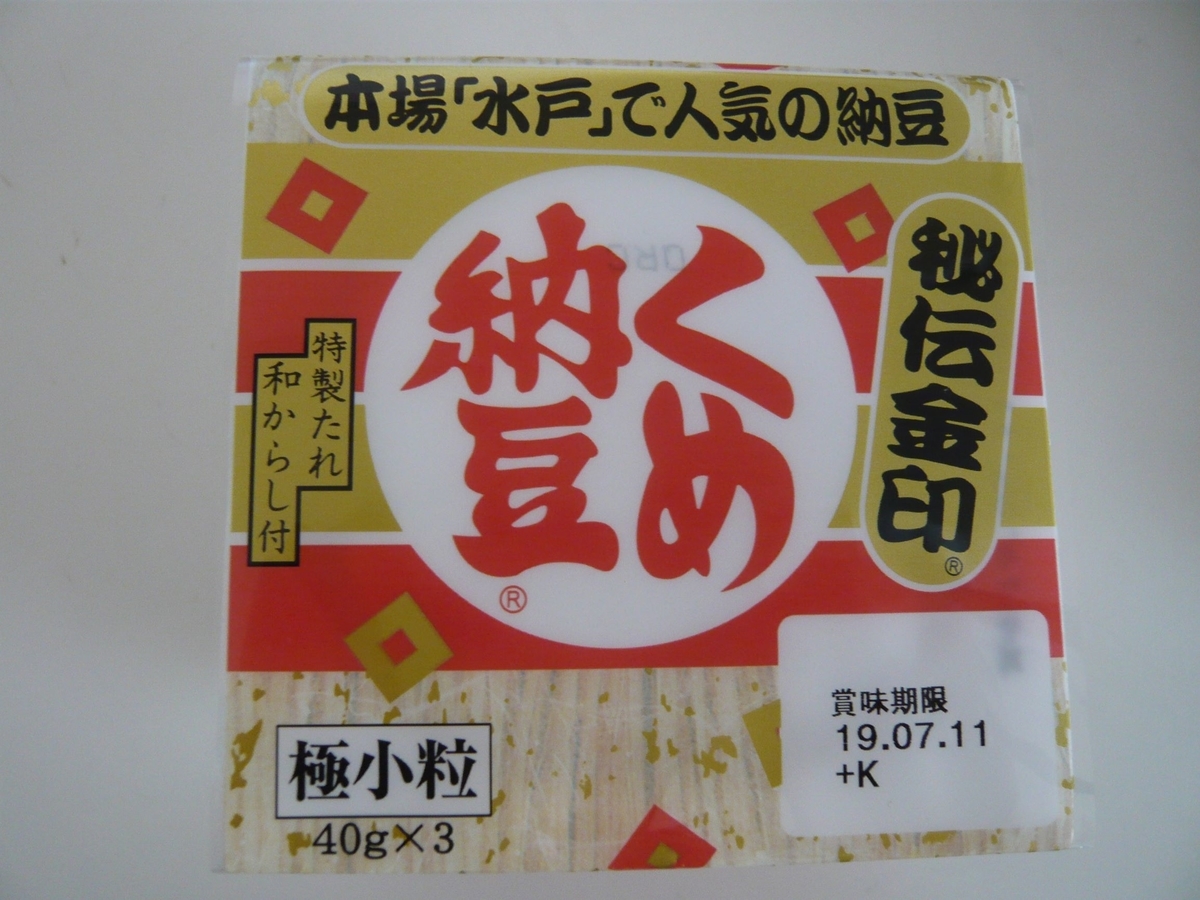 本場「水戸」で人気の納豆
秘伝金印®
くめ
納豆®
特製たれ
和からし付
極小粒
40g×3
賞味期限
19.07.11
+K